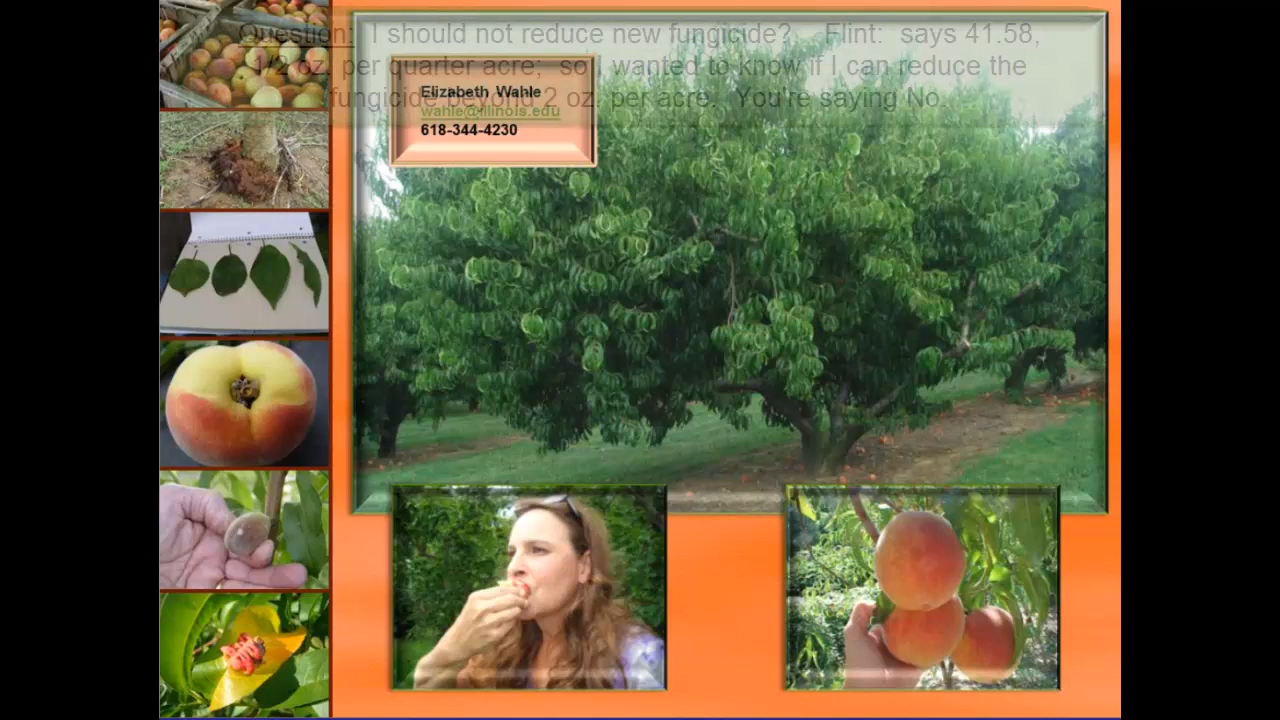 Question: I should not reduce new fungicide? Flint: says 41.58,
1/2 oz. per quarter acre; so I wanted to know if I can reduce the
fungicide beyond 2 oz. per acre. You're saying No.
Elizabeth Wahle
wahle@illinois.edu
618-344-4230